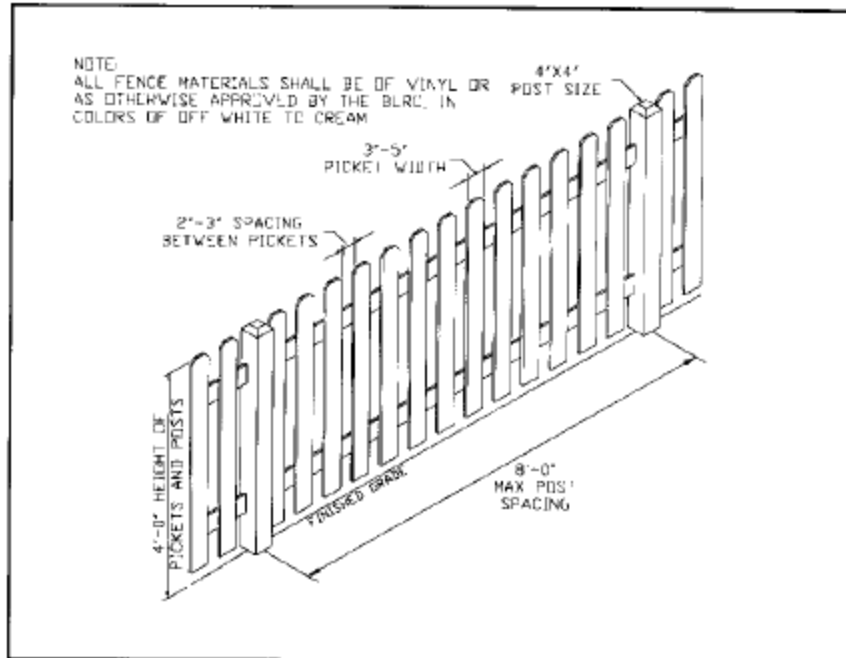 NOTE:
ALL FENCE MATERIALS SHALL BE OF VINYL OR
AS OTHERWISE APPROVED BY THE BLRC, IN
COLORS OF OFF WHITE TO CREAM
4"X4"
POST SIZE
3"-5"
PICKET WIDTH
2"-3" SPACING
BETWEEN PICKETS
4'-0" HEIGHT OF
PICKETS AND POSTS
FINISHED GRADE
8'-0"
MAX POST
SPACING